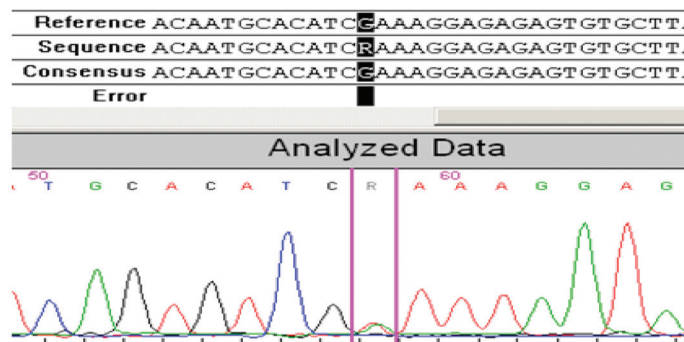 Reference ACAATGCACATCGAAAGGAGAGAGTGTGCTT
Sequence ACAATGCACATCRAAAGGAGAGAGTGTGCTT
Consensus ACAATGCACATCGAAAGGAGAGAGTGTGCTT
Error
Analyzed Data
50 60
T G C A C A T C R A A A G G A G